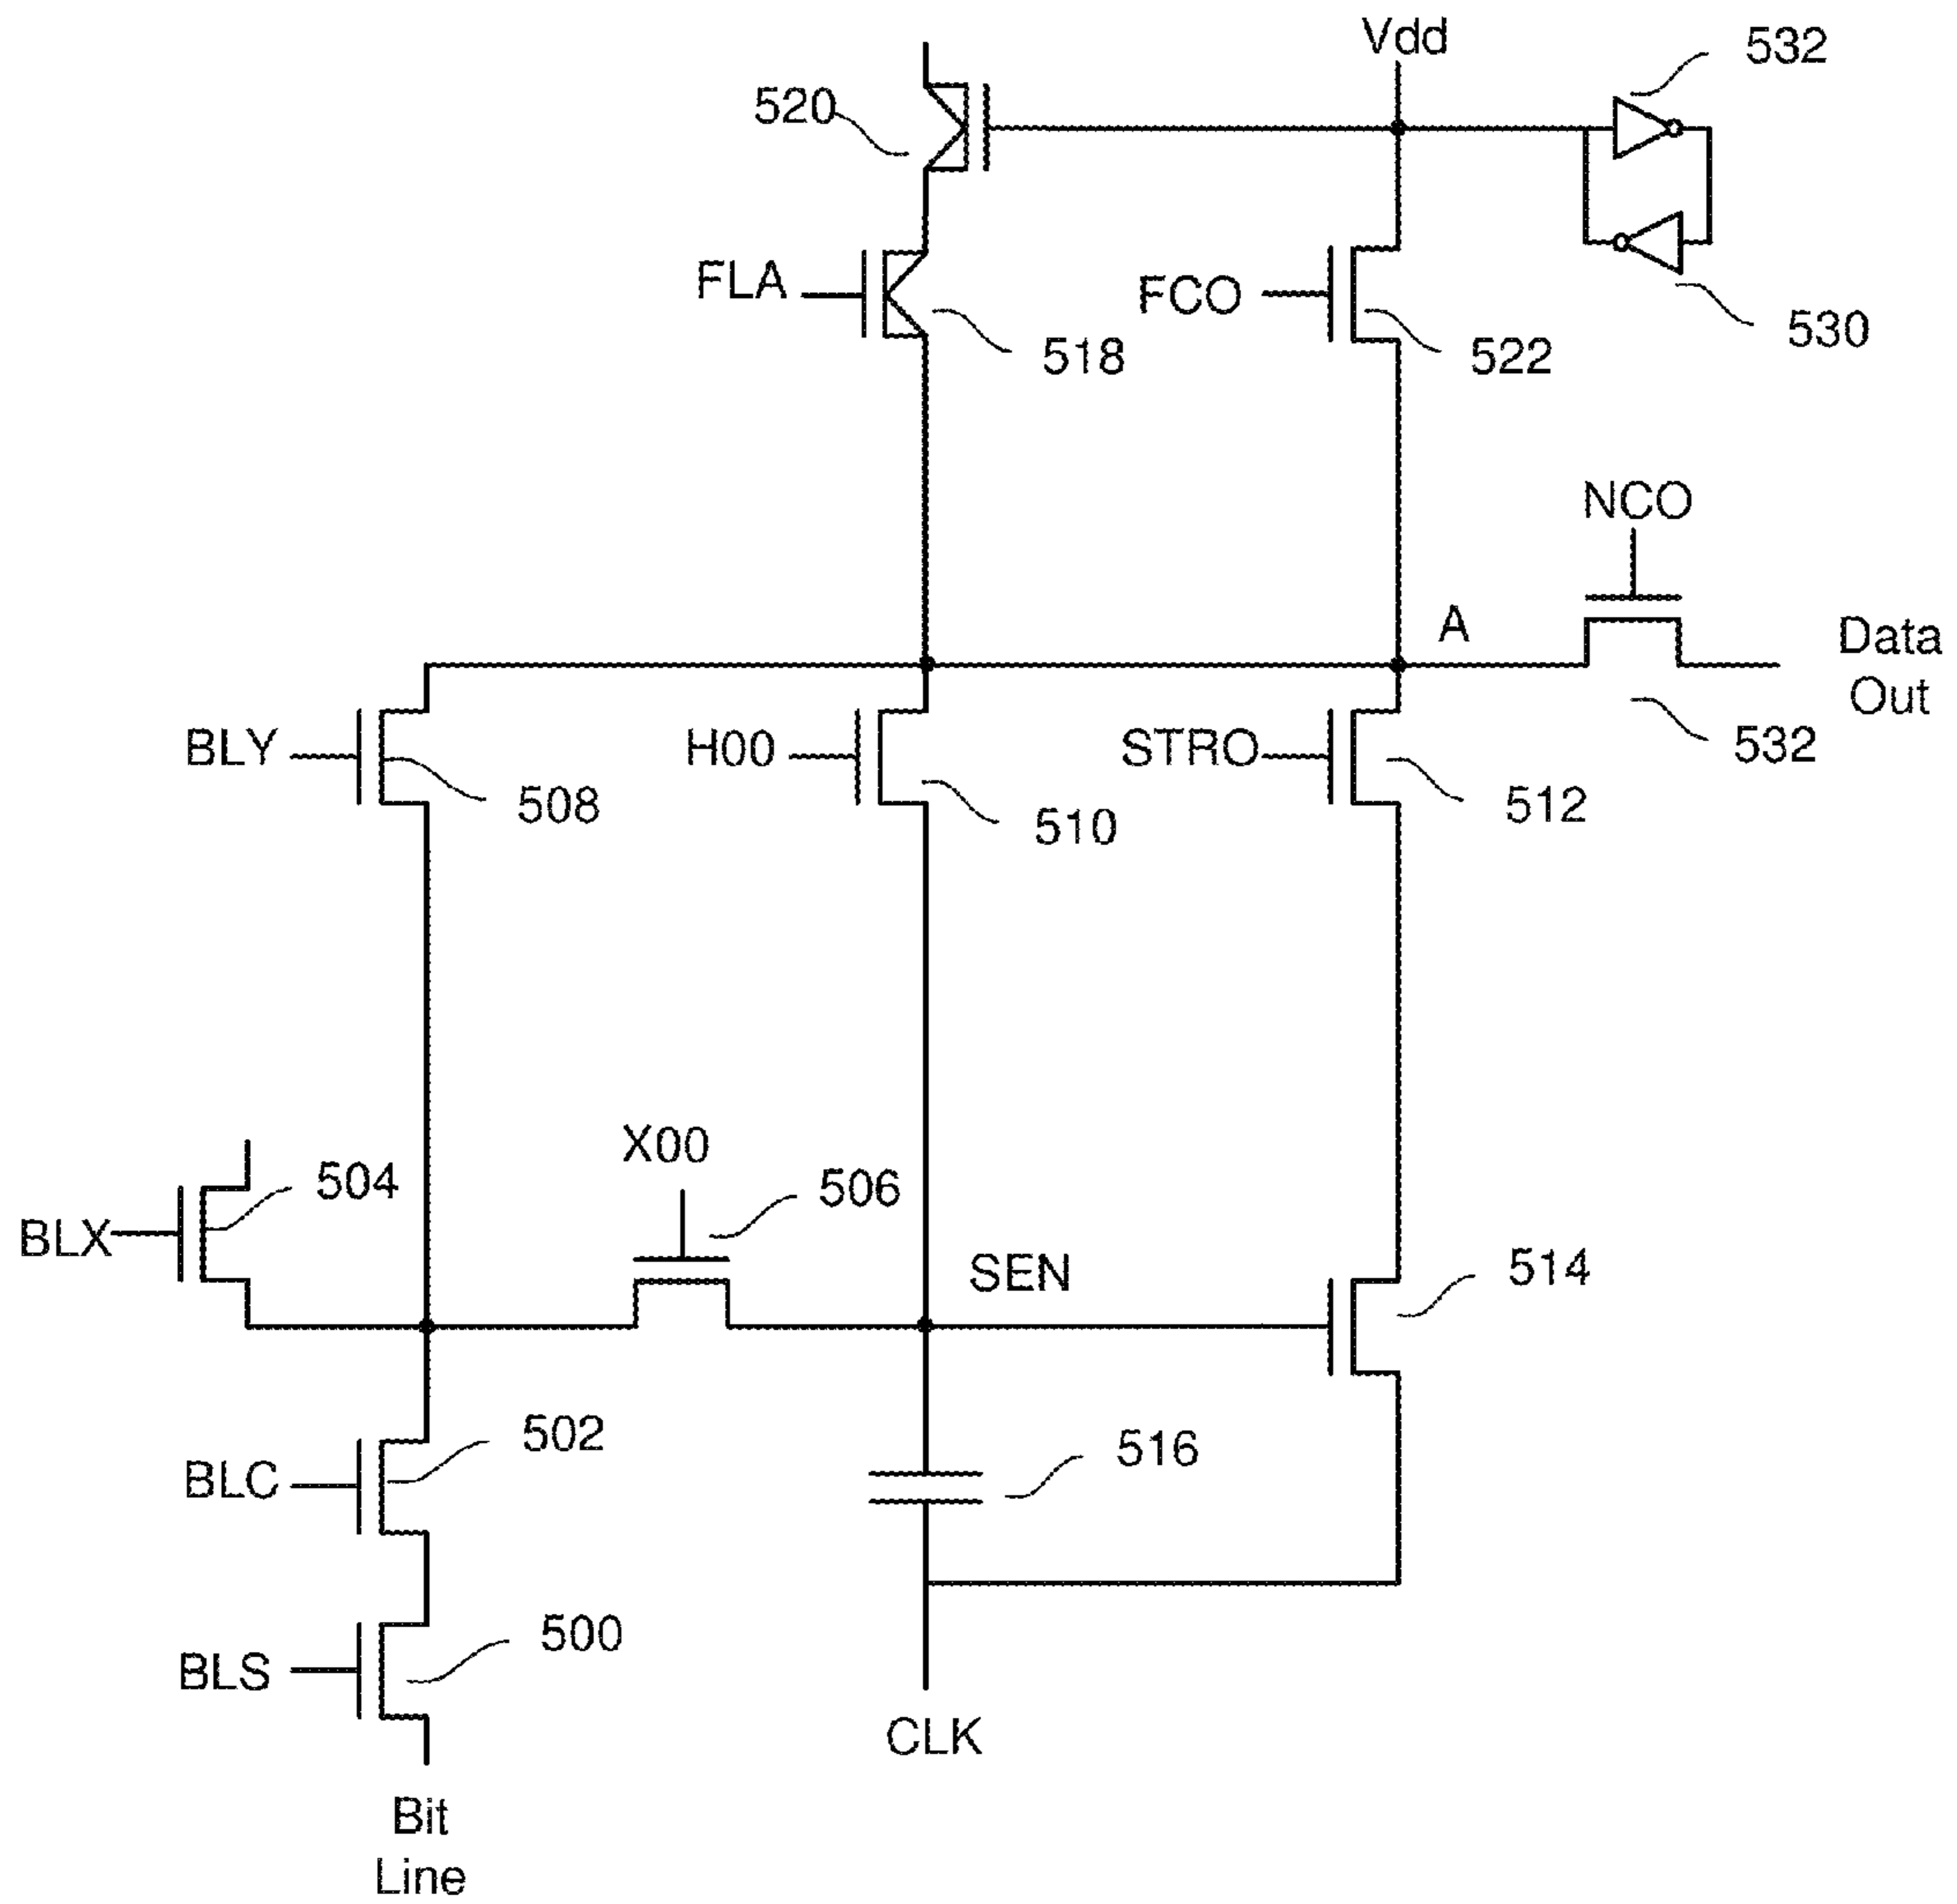 Vdd
532
520
FLA
518
FCO
522
530
NCO
A
Data
Out
BLY
508
H00
510
STRO
512
532
X00
504
506
BLX
SEN
514
BLC
502
516
BLS
500
CLK
Bit
Line